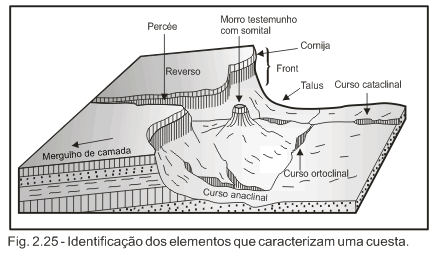 Percée
Morro testemunho
com somital
Cornija
Front
Reverso
Talus
Curso cataclinal
Mergulho de camada
Curso ortoclinal
Curso anaclinal
Fig. 2.25 - Identificação dos elementos que caracterizam uma cuesta.